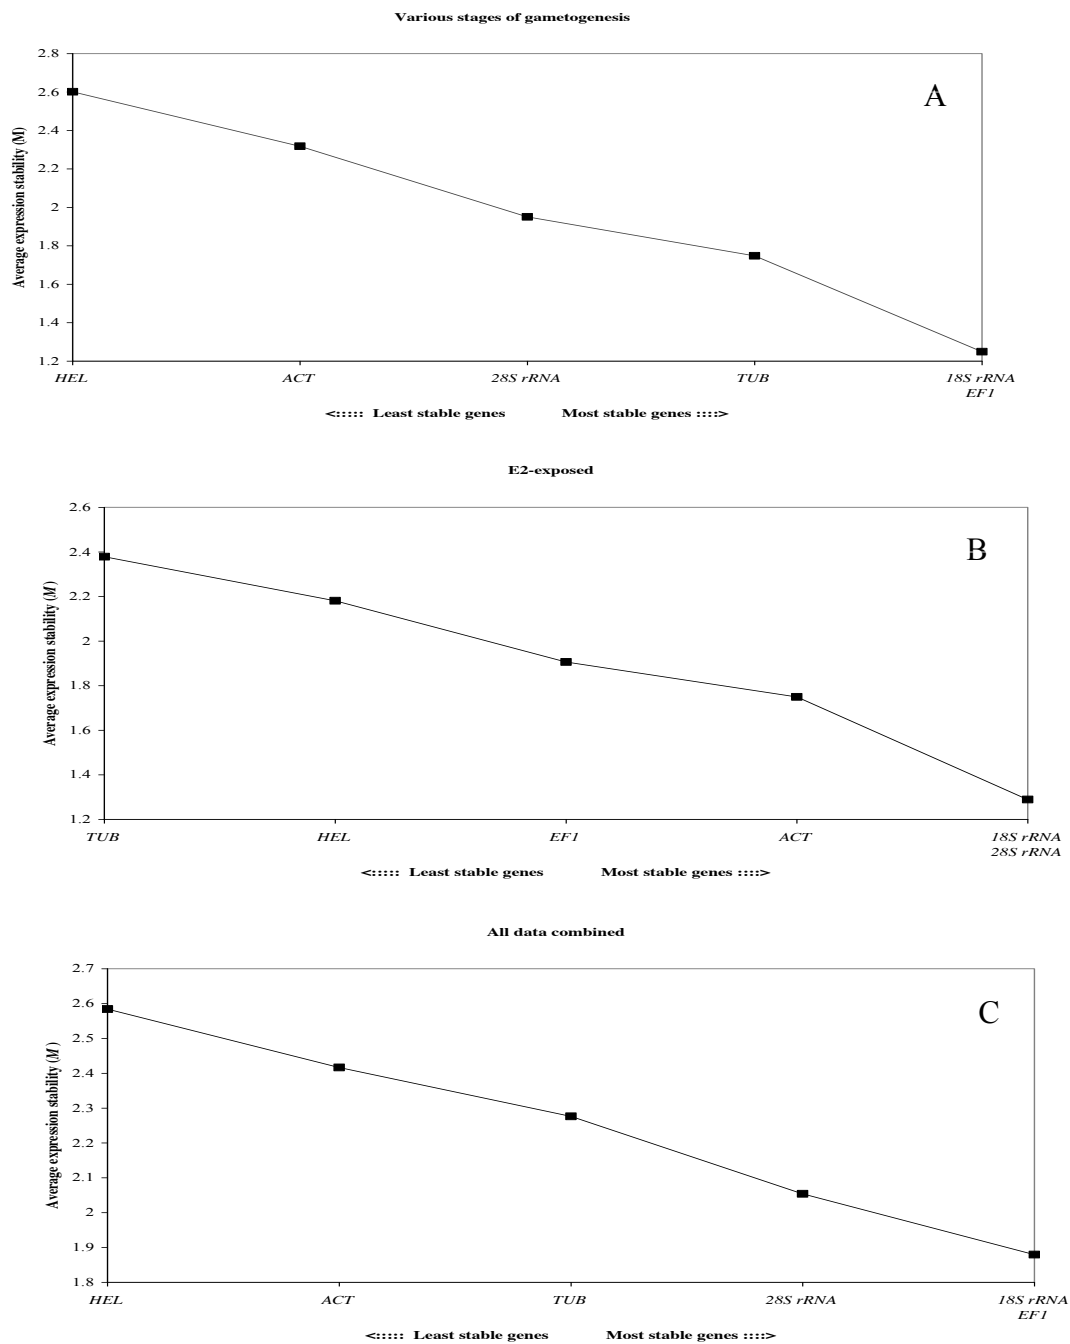 Various stages of gametogenesis
A
Average expression stability (M)
2.8
2.6
2.4
2.2
2
1.8
1.6
1.4
1.2
HEL ACT 28S rRNA TUB 18S rRNA
EF1
<::::: Least stable genes Most stable genes ::::>
E2-exposed
B
Average expression stability (M)
2.6
2.4
2.2
2
1.8
1.6
1.4
1.2
TUB HEL EF1 ACT 18S rRNA
28S rRNA
<::::: Least stable genes Most stable genes ::::>
All data combined
C
Average expression stability (M)
2.7
2.6
2.5
2.4
2.3
2.2
2.1
2
1.9
1.8
HEL ACT TUB 28S rRNA 18S rRNA
EF1
<::::: Least stable genes Most stable genes ::::>